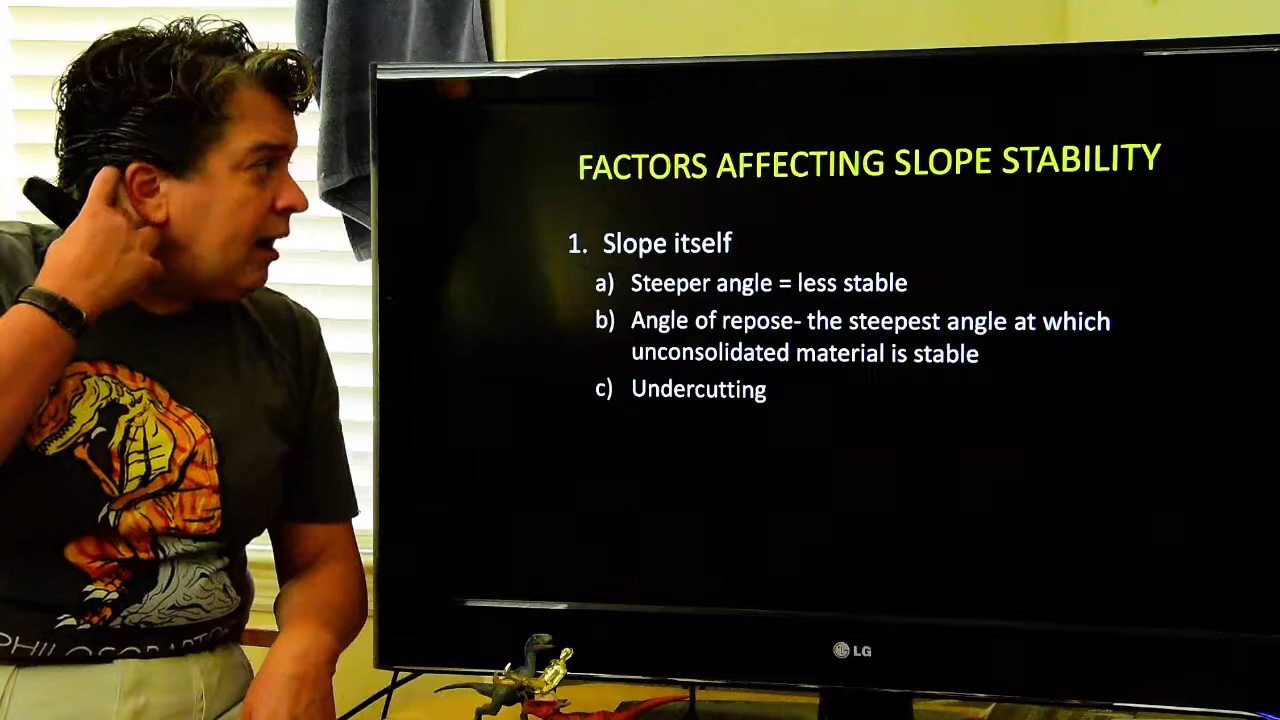 FACTORS AFFECTING SLOPE STABILITY
1. Slope itself
a) Steeper angle = less stable
b) Angle of repose- the steepest angle at which
unconsolidated material is stable
c) Undercutting
PHILOSORAPTOR
LG